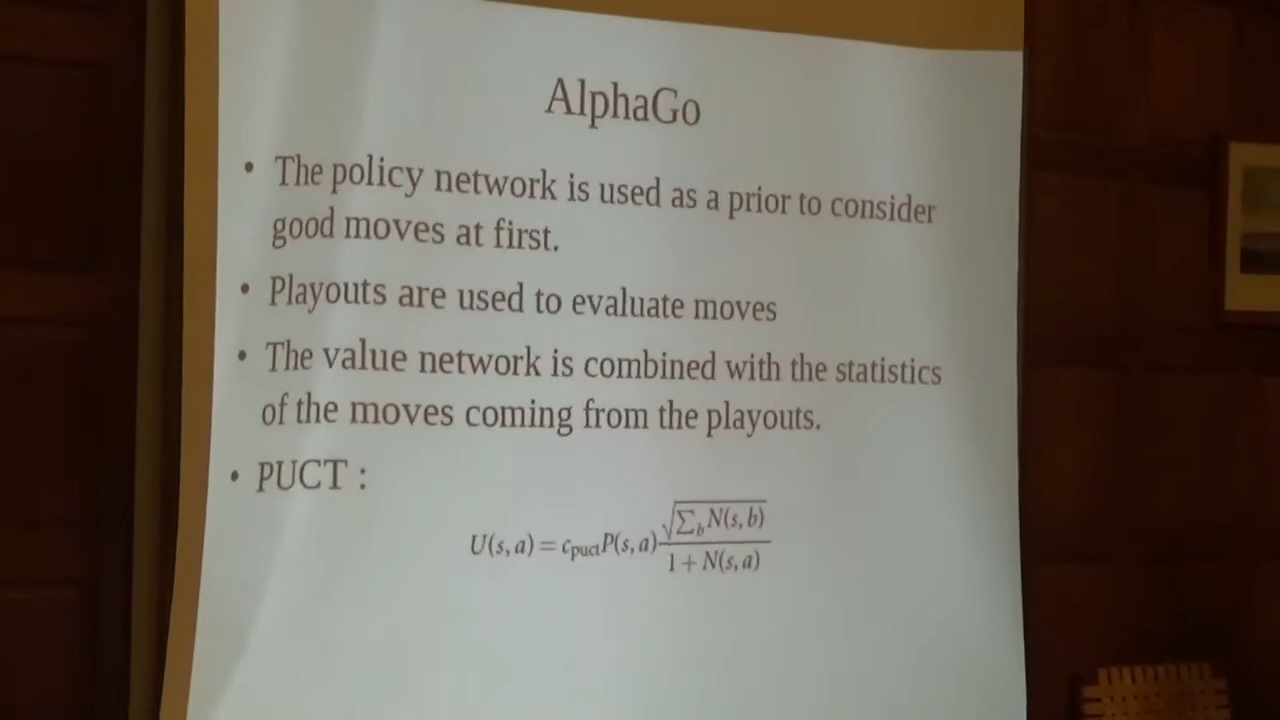 AlphaGo
• The policy network is used as a prior to consider
good moves at first.
• Playouts are used to evaluate moves
• The value network is combined with the statistics
of the moves coming from the playouts.
• PUCT :
U(s, a) = c_puct P(s, a) √(∑_b N(s, b)) / (1 + N(s, a))